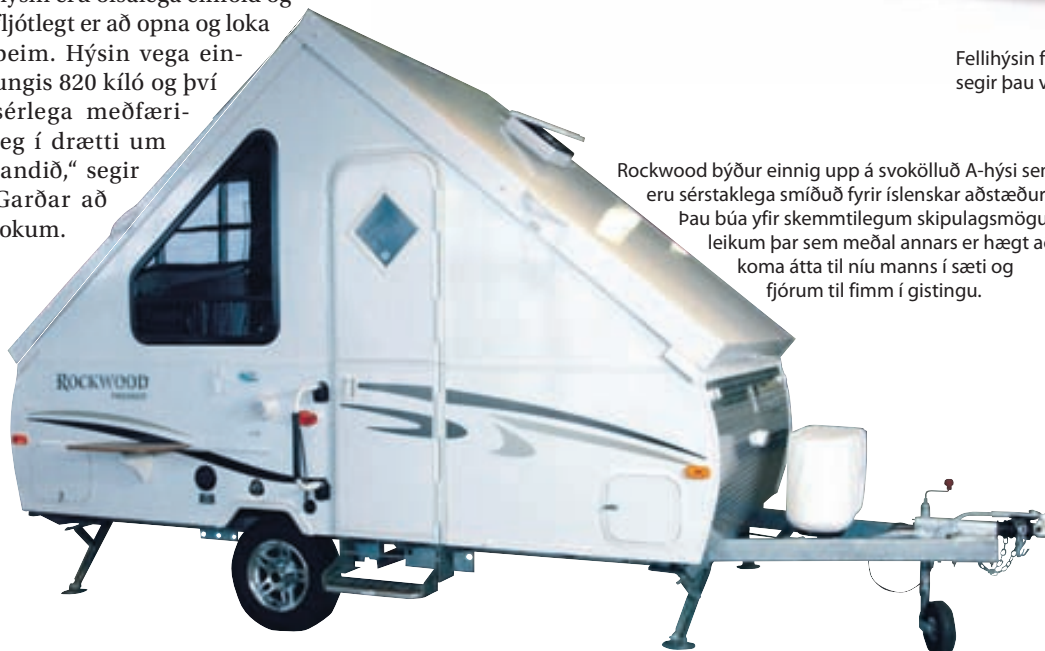 eru ofsalega einföld og
fljótlegt er að opna og loka
þeim. Hýsin vega ein-
ungis 820 kíló og því
sérlega meðfæri-
leg í drætti um
landið,“ segir
Garðar að
lokum.
Fellihýsin f
segir þau v
Rockwood býður einnig upp á svokölluð A-hýsi sem
eru sérstaklega smíðuð fyrir íslenskar aðstæður.
Þau búa yfir skemmtilegum skipulagsmögu-
leikum þar sem meðal annars er hægt að
koma átta til níu manns í sæti og
fjórum til fimm í gistingu.
ROCKWOOD